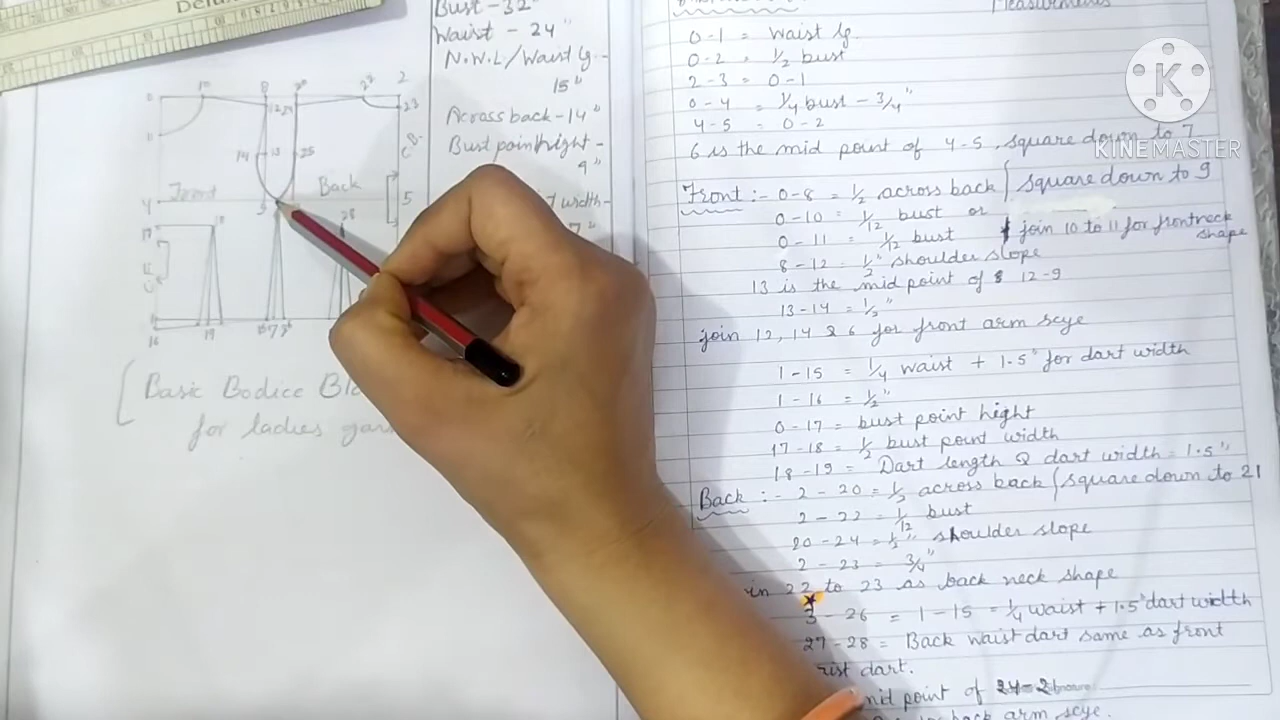 Bust - 32"
Waist - 24
N.W.L/Waist lg -
15"
Across back - 14"
Bust point hight -
9"
width -
7"
Front
Back
Basic Bodice
for ladies
Measurements
0-1 = waist lg.
0-2 = 1/2 bust
2-3 = 0-1
0-4 = 1/4 bust - 3/4"
4-5 = 0-2
6 is the mid point of 4-5, square down to 7
Front :- 0-8 = 1/2 across back (square down to 9
0-10 = 1/12 bust or
0-11 = 1/12 bust join 10 to 11 for front neck shape
8-12 = 1/2" shoulder slope
13 is the mid point of 12-9
13-14 = 1/2"
join 12, 14 & 6 for front arm scye
1-15 = 1/4 waist + 1.5" for dart width
1-16 = 1/2"
0-17 = bust point hight
17-18 = 1/2 bust point width
18-19 = Dart length & dart width = 1.5"
Back :- 2-20 = 1/2 across back (square down to 21
2-22 = 1/12 bust
20-24 = 1/2" shoulder slope
2-23 = 3/4"
in 22 to 23 as back neck shape
3-26 = 1-15 = 1/4 waist + 1.5" dart width
27-28 = Back waist dart same as front
dart.
mid point of
back arm scye.
Signature
K
KINEMASTER